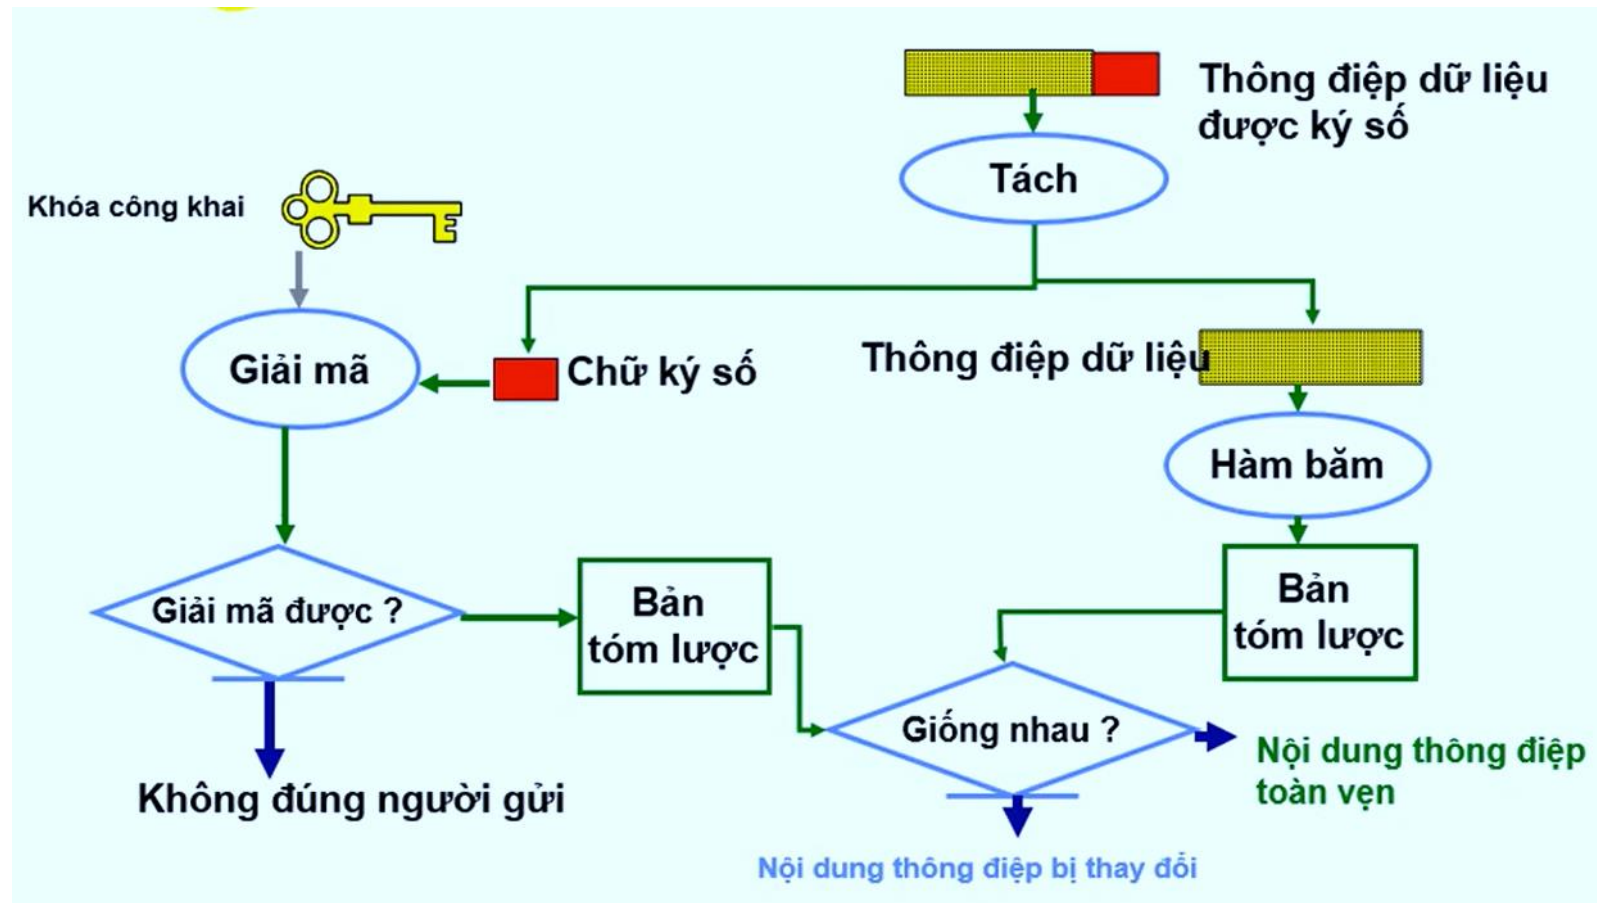 Thông điệp dữ liệu
được ký số
Tách
Khóa công khai
Giải mã
Chữ ký số
Thông điệp dữ liệu
Hàm băm
Giải mã được ?
Bản
tóm lược
Bản
tóm lược
Giống nhau ?
Không đúng người gửi
Nội dung thông điệp
toàn vẹn
Nội dung thông điệp bị thay đổi